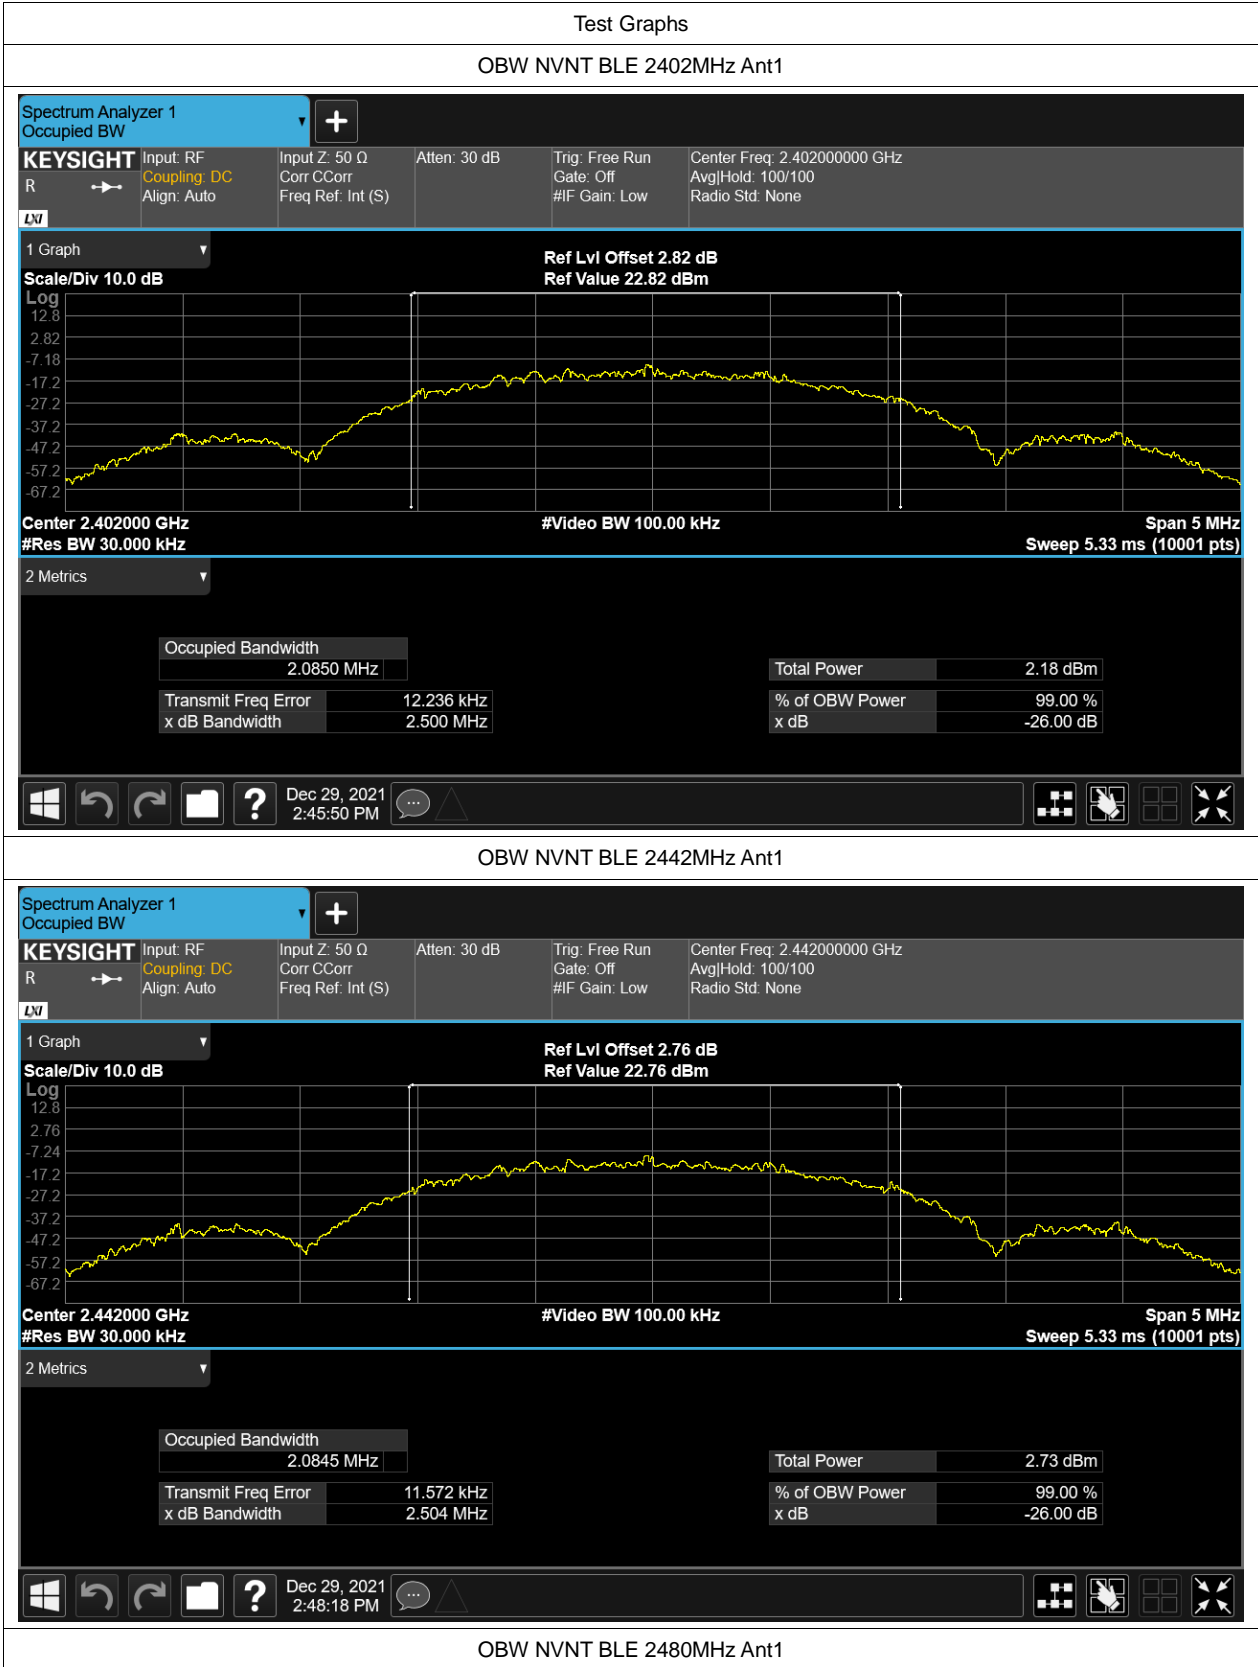 Test Graphs
OBW NVNT BLE 2402MHz Ant1
Spectrum Analyzer 1
Occupied BW
KEYSIGHT Input: RF Input Z: 50 Ω Atten: 30 dB Trig: Free Run Center Freq: 2.402000000 GHz
R Coupling: DC Corr CCorr Gate: Off Avg|Hold: 100/100
Align: Auto Freq Ref: Int (S) #IF Gain: Low Radio Std: None
LXI
1 Graph
Ref Lvl Offset 2.82 dB
Scale/Div 10.0 dB Ref Value 22.82 dBm
Log
12.8
2.82
-7.18
-17.2
-27.2
-37.2
-47.2
-57.2
-67.2
Center 2.402000 GHz #Video BW 100.00 kHz Span 5 MHz
#Res BW 30.000 kHz Sweep 5.33 ms (10001 pts)
2 Metrics
Occupied Bandwidth
2.0850 MHz Total Power 2.18 dBm
Transmit Freq Error 12.236 kHz % of OBW Power 99.00 %
x dB Bandwidth 2.500 MHz x dB -26.00 dB
Dec 29, 2021
2:45:50 PM
OBW NVNT BLE 2442MHz Ant1
Spectrum Analyzer 1
Occupied BW
KEYSIGHT Input: RF Input Z: 50 Ω Atten: 30 dB Trig: Free Run Center Freq: 2.442000000 GHz
R Coupling: DC Corr CCorr Gate: Off Avg|Hold: 100/100
Align: Auto Freq Ref: Int (S) #IF Gain: Low Radio Std: None
LXI
1 Graph
Ref Lvl Offset 2.76 dB
Scale/Div 10.0 dB Ref Value 22.76 dBm
Log
12.8
2.76
-7.24
-17.2
-27.2
-37.2
-47.2
-57.2
-67.2
Center 2.442000 GHz #Video BW 100.00 kHz Span 5 MHz
#Res BW 30.000 kHz Sweep 5.33 ms (10001 pts)
2 Metrics
Occupied Bandwidth
2.0845 MHz Total Power 2.73 dBm
Transmit Freq Error 11.572 kHz % of OBW Power 99.00 %
x dB Bandwidth 2.504 MHz x dB -26.00 dB
Dec 29, 2021
2:48:18 PM
OBW NVNT BLE 2480MHz Ant1